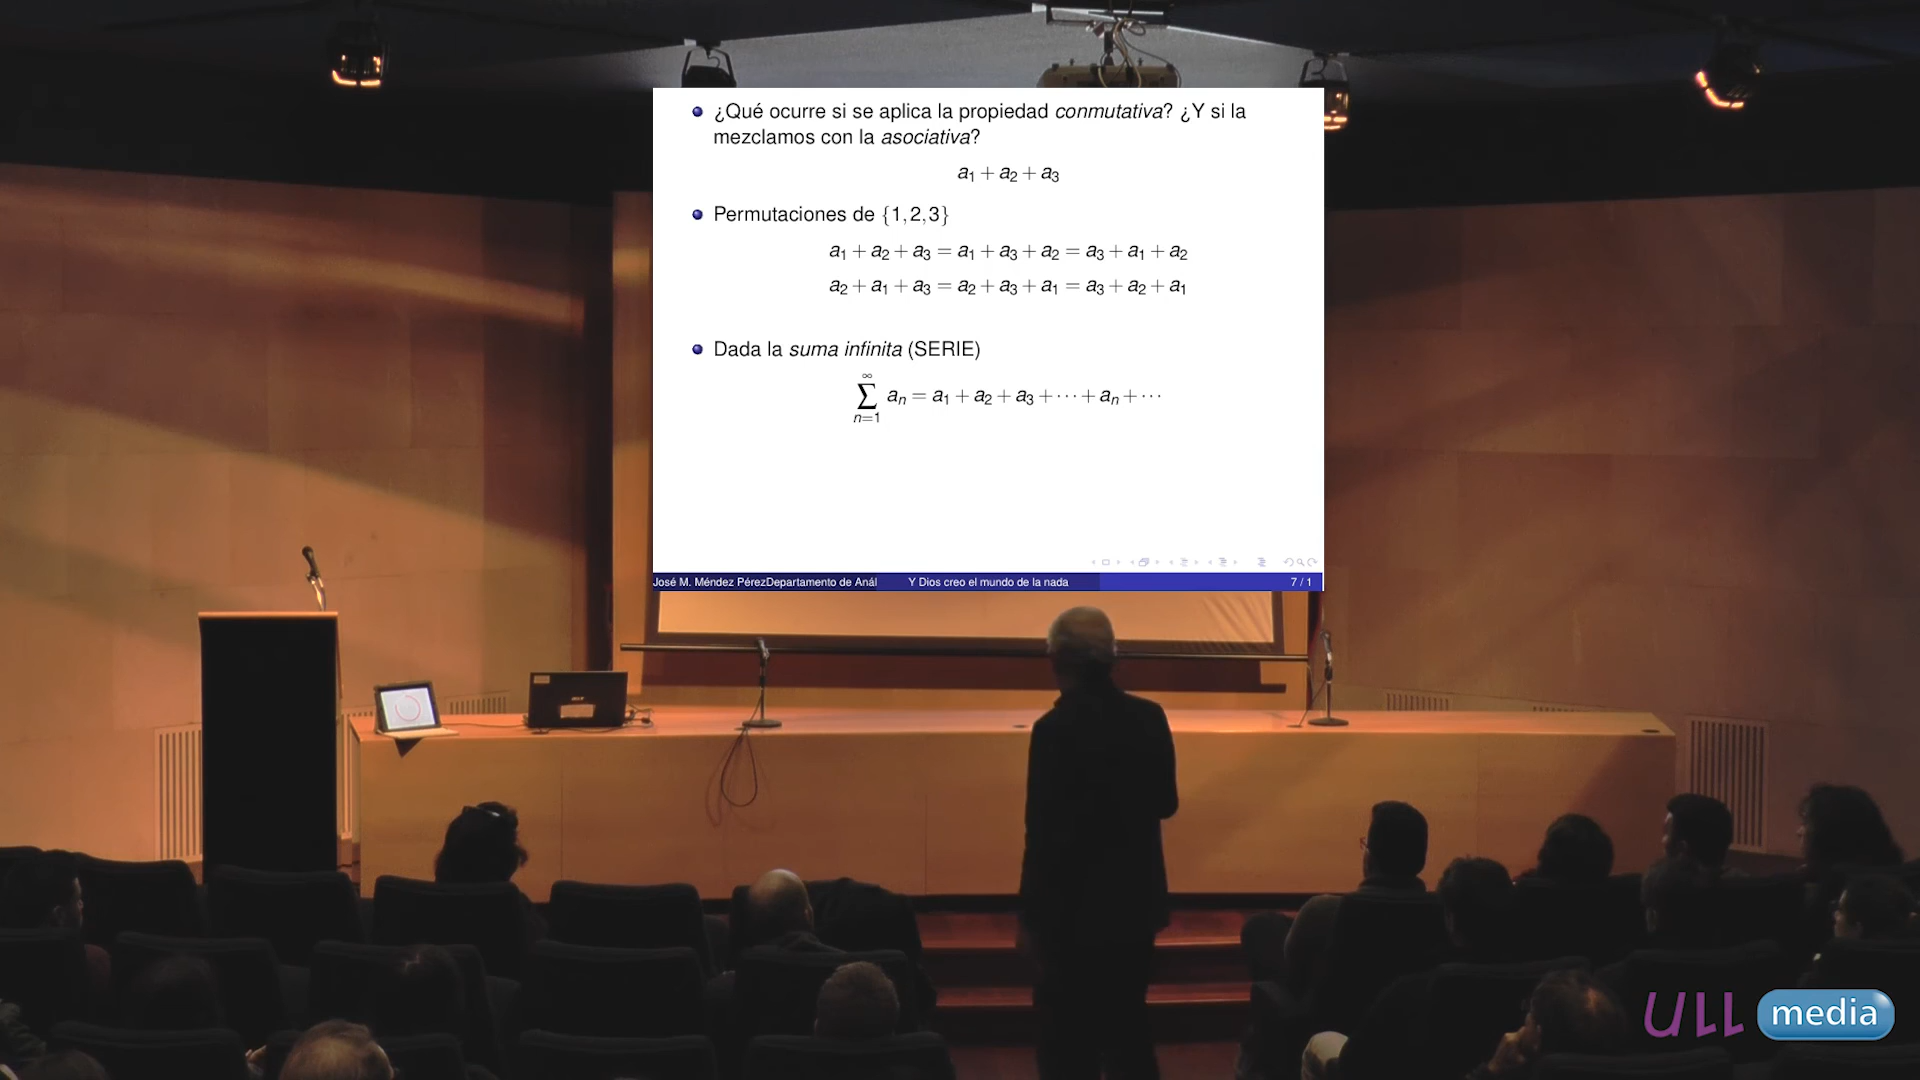 ¿Qué ocurre si se aplica la propiedad conmutativa? ¿Y si la
mezclamos con la asociativa?
a₁ + a₂ + a₃
Permutaciones de {1,2,3}
a₁ + a₂ + a₃ = a₁ + a₃ + a₂ = a₃ + a₁ + a₂
a₂ + a₁ + a₃ = a₂ + a₃ + a₁ = a₃ + a₂ + a₁
Dada la suma infinita (SERIE)
∞
∑ aₙ = a₁ + a₂ + a₃ + ··· + aₙ + ···
n=1
José M. Méndez PérezDepartamento de Anál Y Dios creo el mundo de la nada 7 / 1
ULL media